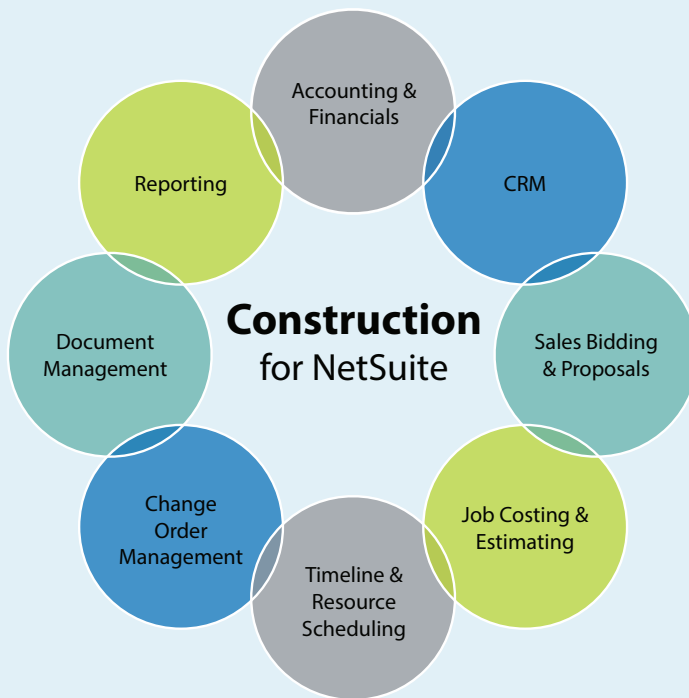 Accounting &
Financials
CRM
Sales Bidding
& Proposals
Job Costing &
Estimating
Timeline &
Resource
Scheduling
Change
Order
Management
Document
Management
Reporting
Construction
for NetSuite